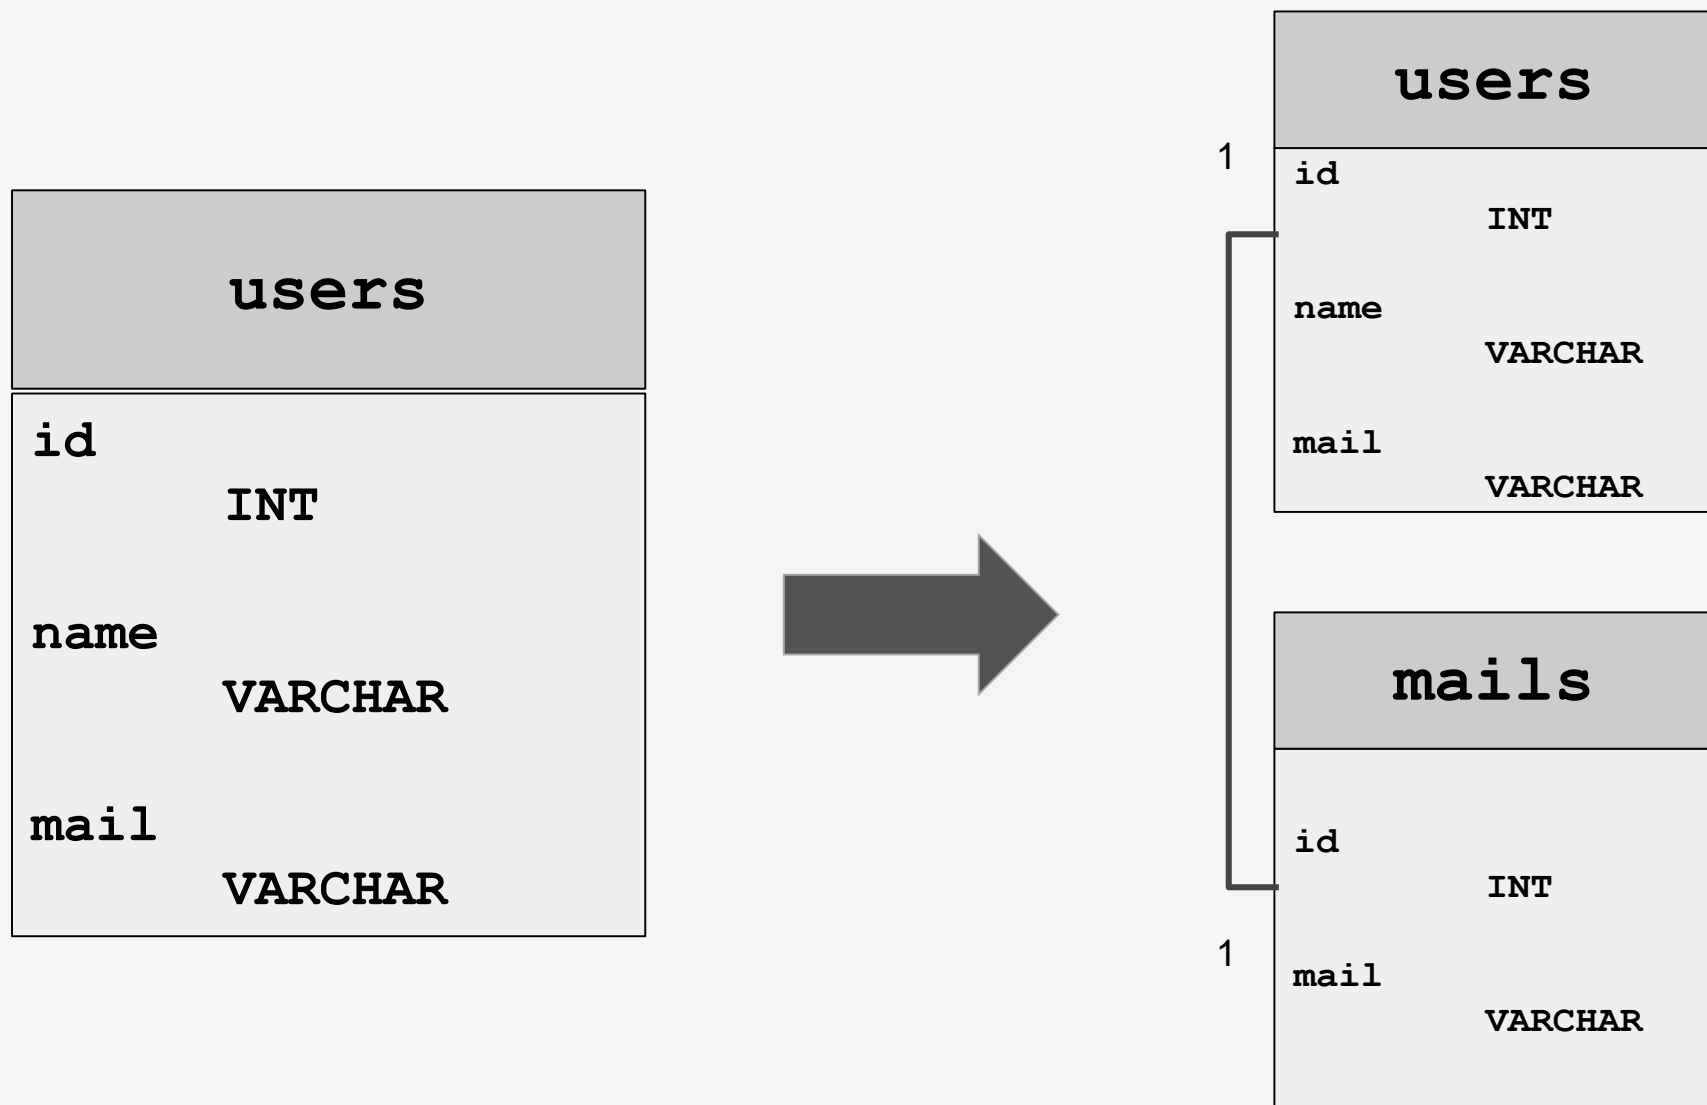 users
id
INT
name
VARCHAR
mail
VARCHAR
1
users
id
INT
name
VARCHAR
mail
VARCHAR
mails
id
INT
1
mail
VARCHAR